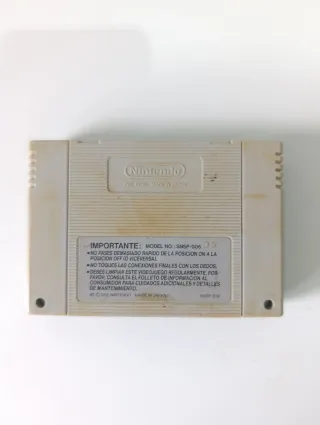 Nintendo
IMPORTANTE: MODEL NO.: SNSP-006
•NO PASES DEMASIADO RAPIDO DE LA POSICION ON A LA
POSICION OFF (O VICEVERSA).
•NO TOQUES LAS CONEXIONES FINALES CON LOS DEDOS.
•DEBES LIMPIAR ESTE VIDEOJUEGO REGULARMENTE. POR
FAVOR, CONSULTA EL FOLLETO DE INFORMACION AL
CONSUMIDOR PARA CUIDADOS ADICIONALES Y DETALLES
DE MANTENIMIENTO.
NINTENDO MADE IN JAPAN